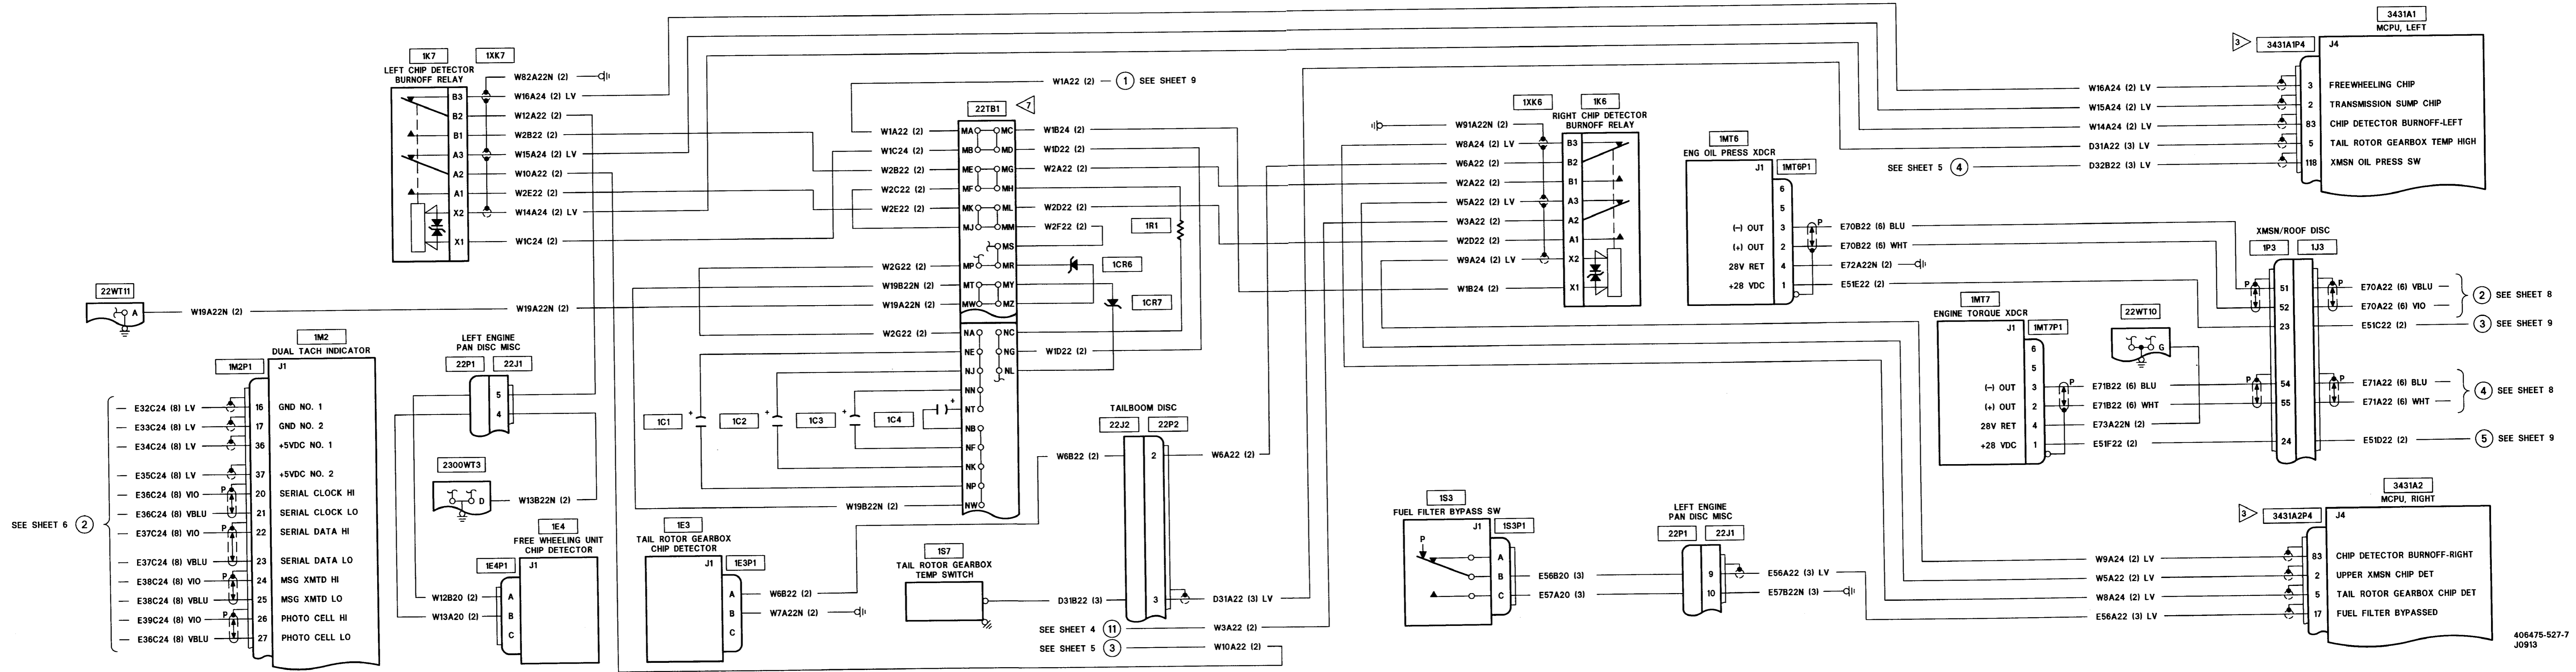 1K7
1XK7
LEFT CHIP DETECTOR
BURNOFF RELAY
B3
B2
B1
A3
A2
A1
X2
X1
W82A22N (2)
W16A24 (2) LV
W12A22 (2)
W2B22 (2)
W15A24 (2) LV
W10A22 (2)
W2E22 (2)
W14A24 (2) LV
W1C24 (2)
22WT11
A
W19A22N (2)
W19A22N (2)
1M2
DUAL TACH INDICATOR
1M2P1
J1
E32C24 (8) LV
16
GND NO. 1
E33C24 (8) LV
17
GND NO. 2
E34C24 (8) LV
36
+5VDC NO. 1
E35C24 (8) LV
37
+5VDC NO. 2
E36C24 (8) VIO
P
20
SERIAL CLOCK HI
E36C24 (8) VBLU
21
SERIAL CLOCK LO
SEE SHEET 6
2
E37C24 (8) VIO
P
22
SERIAL DATA HI
E37C24 (8) VBLU
23
SERIAL DATA LO
E38C24 (8) VIO
P
24
MSG XMTD HI
E38C24 (8) VBLU
25
MSG XMTD LO
E39C24 (8) VIO
P
26
PHOTO CELL HI
E36C24 (8) VBLU
27
PHOTO CELL LO
LEFT ENGINE
PAN DISC MISC
22P1
22J1
5
4
2300WT3
D
W13B22N (2)
1E4
FREE WHEELING UNIT
CHIP DETECTOR
1E4P1
J1
W12B20 (2)
A
W13A20 (2)
B
C
1E3
TAIL ROTOR GEARBOX
CHIP DETECTOR
J1
1E3P1
A
W6B22 (2)
B
W7A22N (2)
C
W1A22 (2)
1
SEE SHEET 9
22TB1
7
W1A22 (2)
MA
MC
W1B24 (2)
W1C24 (2)
MB
MD
W1D22 (2)
W2B22 (2)
ME
MG
W2A22 (2)
W2C22 (2)
MF
MH
W2E22 (2)
MK
ML
W2D22 (2)
MJ
MM
W2F22 (2)
MS
W2G22 (2)
MP
MR
W19B22N (2)
MT
MY
W19A22N (2)
MW
MZ
W2G22 (2)
NA
NC
NE
NG
W1D22 (2)
NJ
NL
NN
NT
NB
NF
NK
NP
W19B22N (2)
NW
1R1
1CR6
1CR7
1C1
+
1C2
+
1C3
+
1C4
+
TAILBOOM DISC
22J2
22P2
W6B22 (2)
2
W6A22 (2)
1S7
TAIL ROTOR GEARBOX
TEMP SWITCH
D31B22 (3)
3
D31A22 (3) LV
SEE SHEET 4
11
W3A22 (2)
SEE SHEET 5
3
W10A22 (2)
1XK6
1K6
RIGHT CHIP DETECTOR
BURNOFF RELAY
W91A22N (2)
W8A24 (2) LV
B3
W6A22 (2)
B2
W2A22 (2)
B1
W5A22 (2) LV
A3
W3A22 (2)
A2
W2D22 (2)
A1
W9A24 (2) LV
X2
W1B24 (2)
X1
1MT6
ENG OIL PRESS XDCR
J1
1MT6P1
6
5
(-) OUT
3
P
E70B22 (6) BLU
(+) OUT
2
E70B22 (6) WHT
28V RET
4
E72A22N (2)
+28 VDC
1
E51E22 (2)
1MT7
ENGINE TORQUE XDCR
J1
1MT7P1
6
5
(-) OUT
3
P
E71B22 (6) BLU
(+) OUT
2
E71B22 (6) WHT
28V RET
4
E73A22N (2)
+28 VDC
1
E51F22 (2)
22WT10
G
XMSN/ROOF DISC
1P3
1J3
P
51
P
E70A22 (6) VBLU
52
E70A22 (6) VIO
2
SEE SHEET 8
23
E51C22 (2)
3
SEE SHEET 9
P
54
P
E71A22 (6) BLU
55
E71A22 (6) WHT
4
SEE SHEET 8
24
E51D22 (2)
5
SEE SHEET 9
3431A1
MCPU, LEFT
3
3431A1P4
J4
W16A24 (2) LV
3
FREEWHEELING CHIP
W15A24 (2) LV
2
TRANSMISSION SUMP CHIP
W14A24 (2) LV
83
CHIP DETECTOR BURNOFF-LEFT
D31A22 (3) LV
5
TAIL ROTOR GEARBOX TEMP HIGH
SEE SHEET 5
4
D32B22 (3) LV
118
XMSN OIL PRESS SW
1S3
FUEL FILTER BYPASS SW
J1
1S3P1
P
A
B
E56B20 (3)
C
E57A20 (3)
LEFT ENGINE
PAN DISC MISC
22P1
22J1
9
E56A22 (3) LV
10
E57B22N (3)
3431A2
MCPU, RIGHT
3
3431A2P4
J4
W9A24 (2) LV
83
CHIP DETECTOR BURNOFF-RIGHT
W5A22 (2) LV
2
UPPER XMSN CHIP DET
W8A24 (2) LV
5
TAIL ROTOR GEARBOX CHIP DET
E56A22 (3) LV
17
FUEL FILTER BYPASSED
406475-527-7
J0913